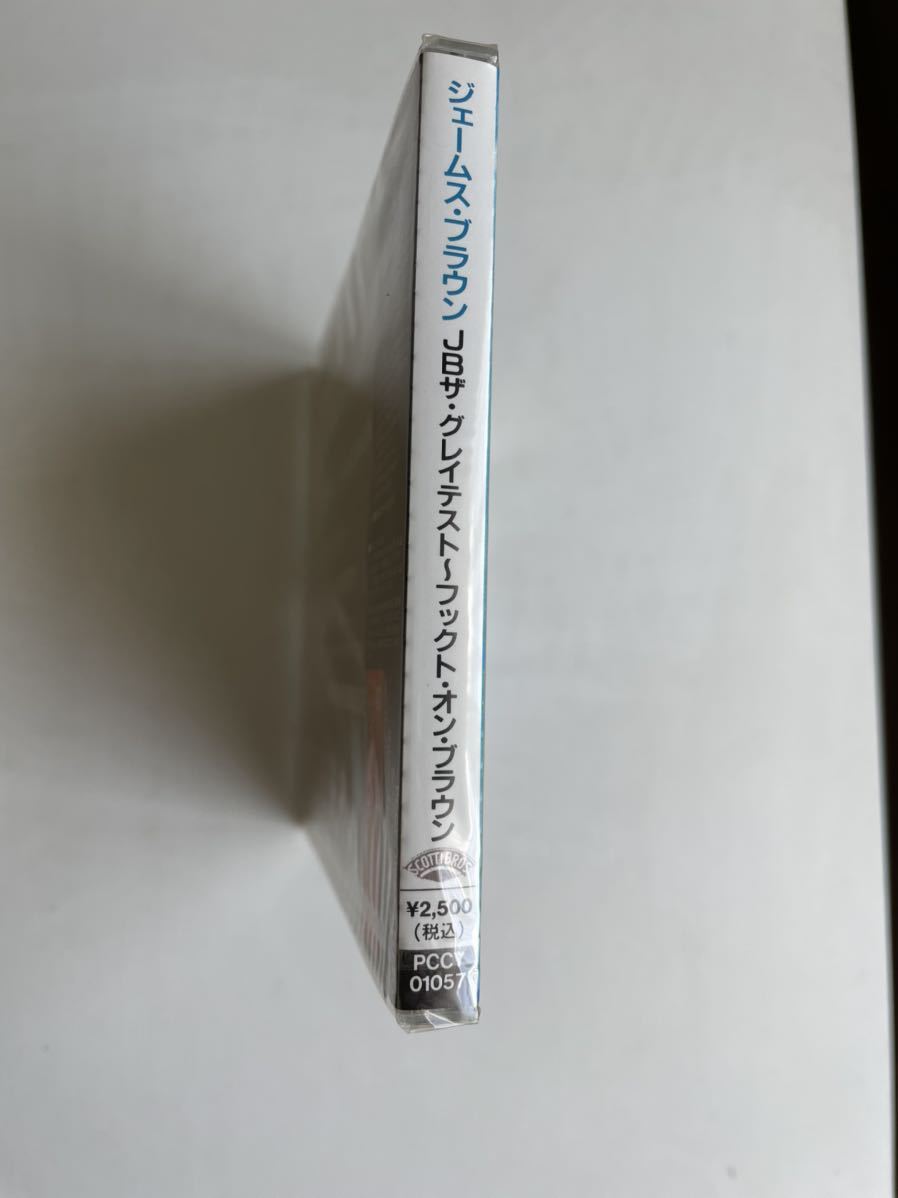 ジェームス・ブラウン JBザ・グレイテスト〜フックト・オン・ブラウン
SCOTTI BROS
¥2,500
(税込)
PCCY
01057